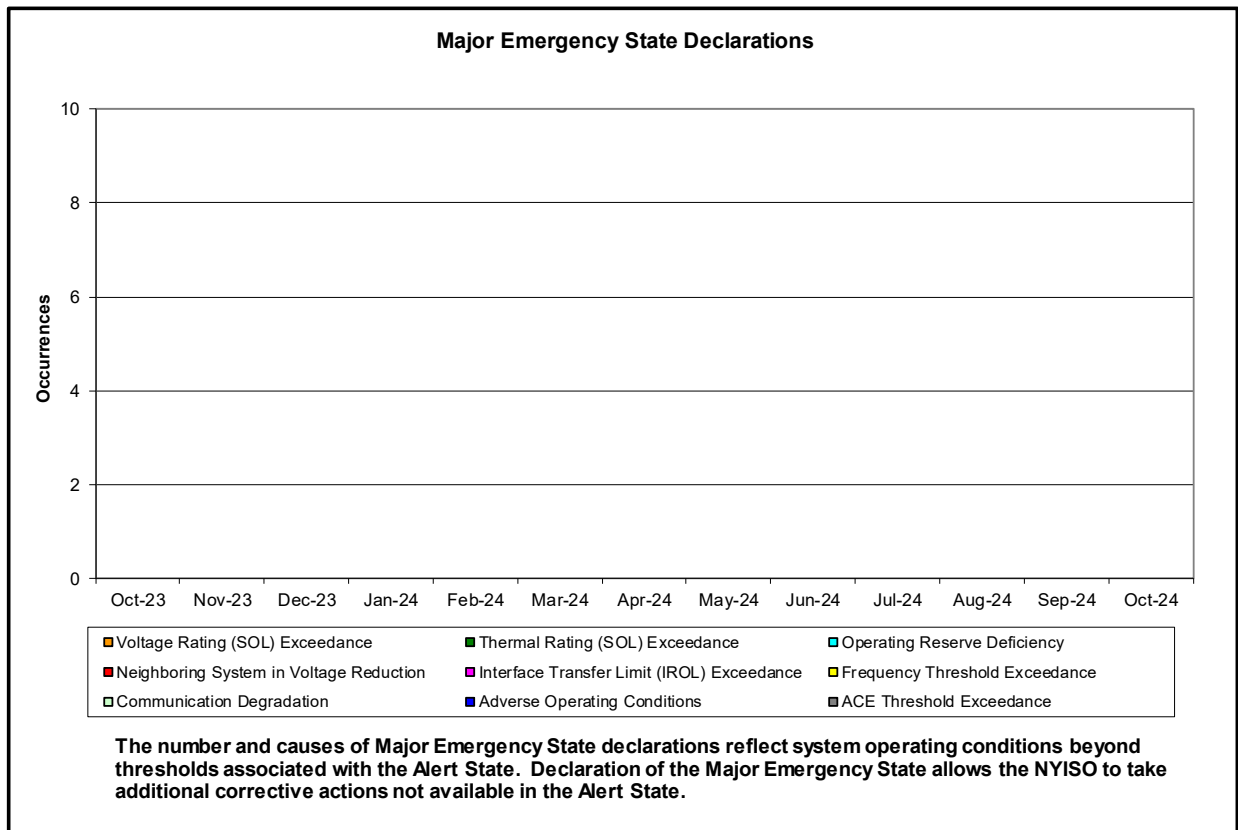 Major Emergency State Declarations
10
8
6
4
2
0
Occurrences
Oct-23 Nov-23 Dec-23 Jan-24 Feb-24 Mar-24 Apr-24 May-24 Jun-24 Jul-24 Aug-24 Sep-24 Oct-24
Voltage Rating (SOL) Exceedance Thermal Rating (SOL) Exceedance Operating Reserve Deficiency
Neighboring System in Voltage Reduction Interface Transfer Limit (IROL) Exceedance Frequency Threshold Exceedance
Communication Degradation Adverse Operating Conditions ACE Threshold Exceedance
The number and causes of Major Emergency State declarations reflect system operating conditions beyond
thresholds associated with the Alert State. Declaration of the Major Emergency State allows the NYISO to take
additional corrective actions not available in the Alert State.